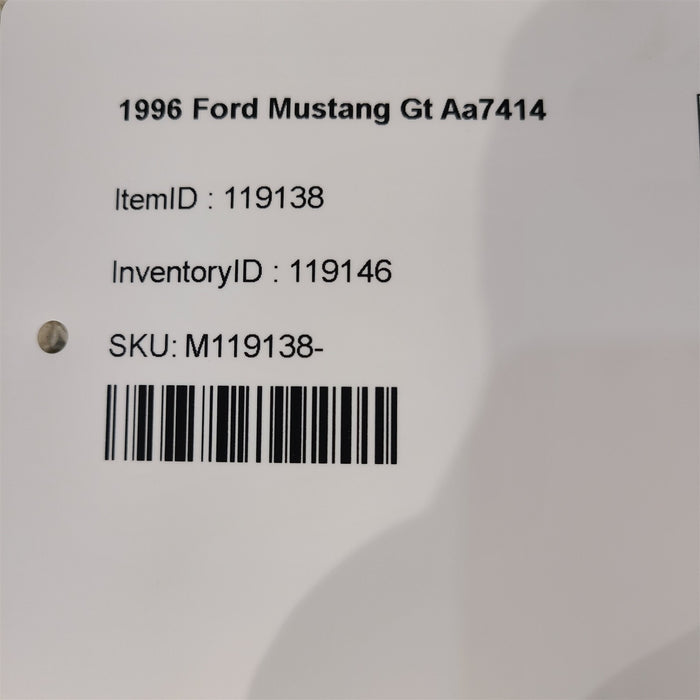 1996 Ford Mustang Gt Aa7414
ItemID : 119138
InventoryID : 119146
SKU: M119138-